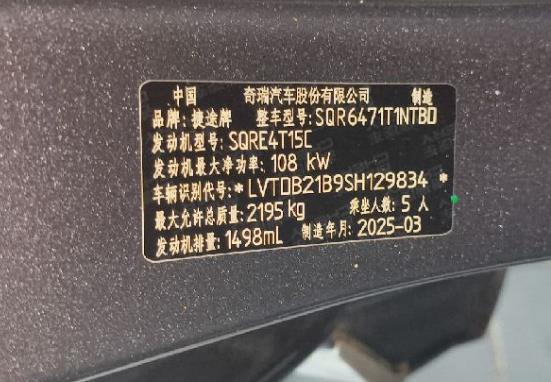 中国 奇瑞汽车股份有限公司 制造
品牌:捷途牌 整车型号:SQR6471T1NTBD
发动机型号:SQRE4T15C
发动机最大净功率:108 kW
车辆识别代号:*LVTDB21B9SH129834*
最大允许总质量:2195kg 乘坐人数:5人
发动机排量:1498mL 制造年月:2025-03